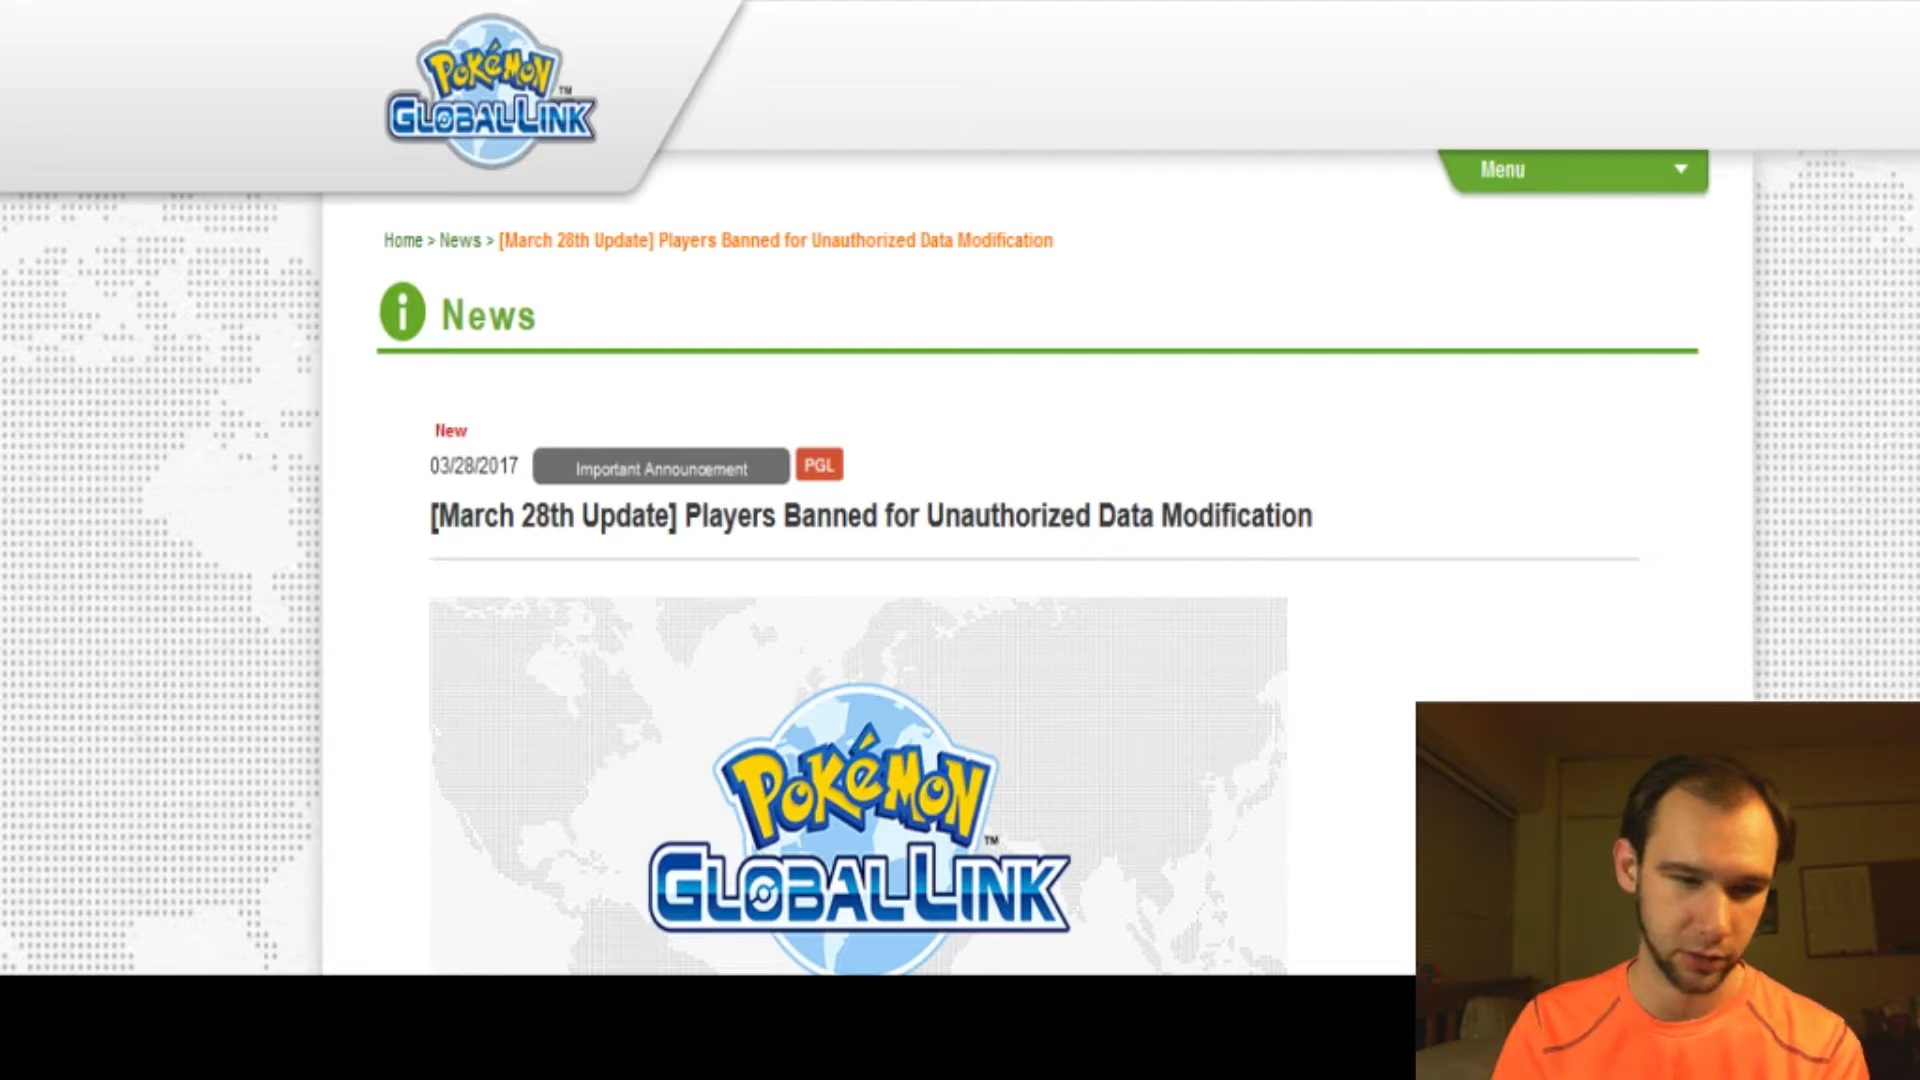 POKéMON
GLOBAL LINK
TM
Menu
Home > News > [March 28th Update] Players Banned for Unauthorized Data Modification
i News
New
03/28/2017 Important Announcement PGL
[March 28th Update] Players Banned for Unauthorized Data Modification
POKéMON
TM
GLOBAL LINK